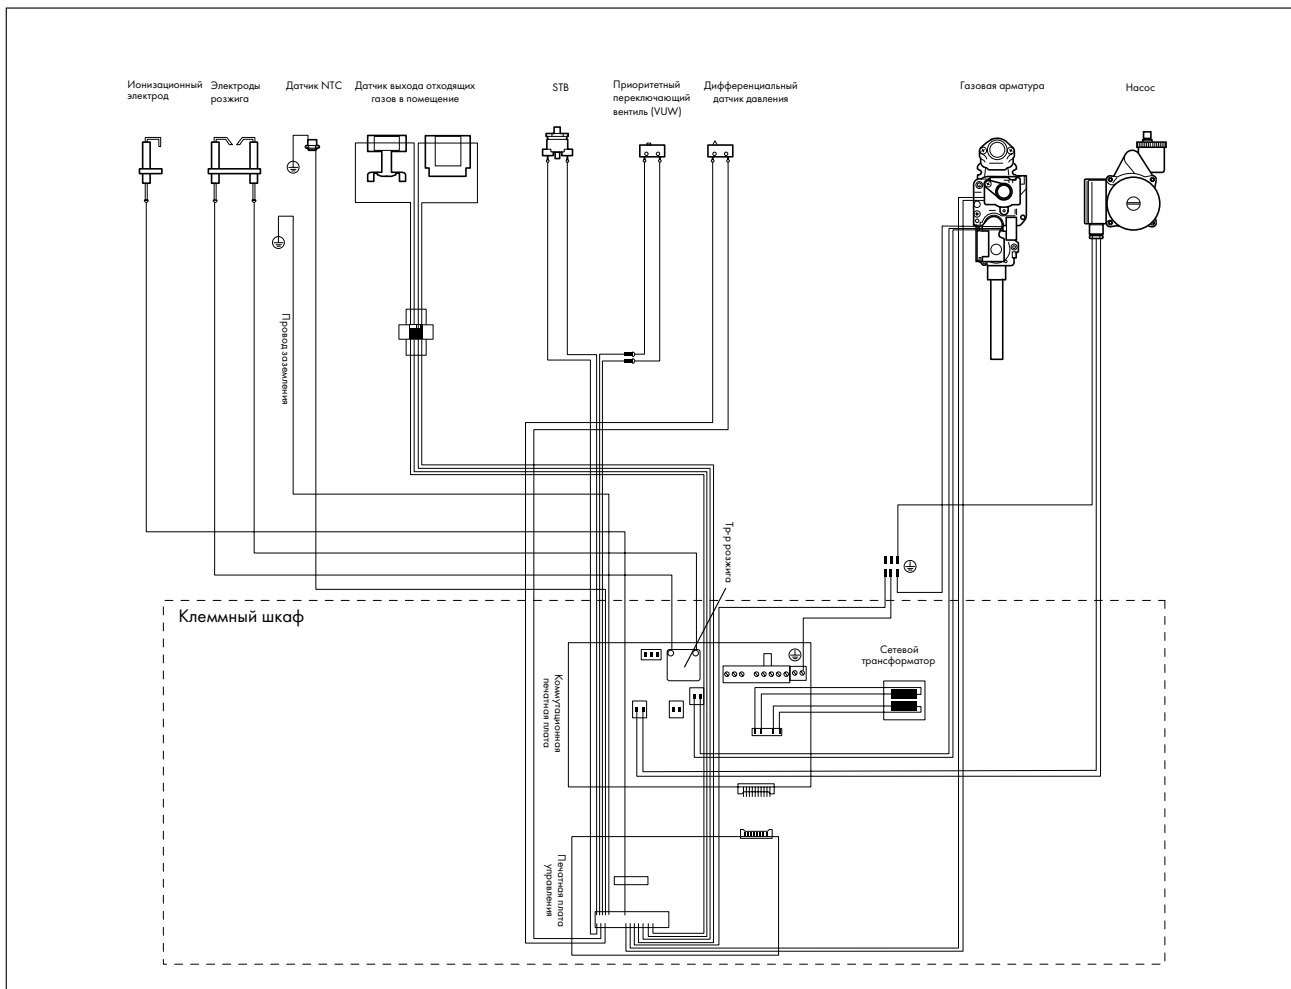 Ионизационный
электрод
Электроды
розжига
Датчик NTC
Датчик выхода отходящих
газов в помещение
STB
Приоритетный
переключающий
вентиль (VUW)
Дифференциальный
датчик давления
Газовая арматура
Насос
Провод заземления
Тр-р розжига
Клеммный шкаф
Сетевой
трансформатор
Коммутационная
печатная плата
Печатная плата
управления